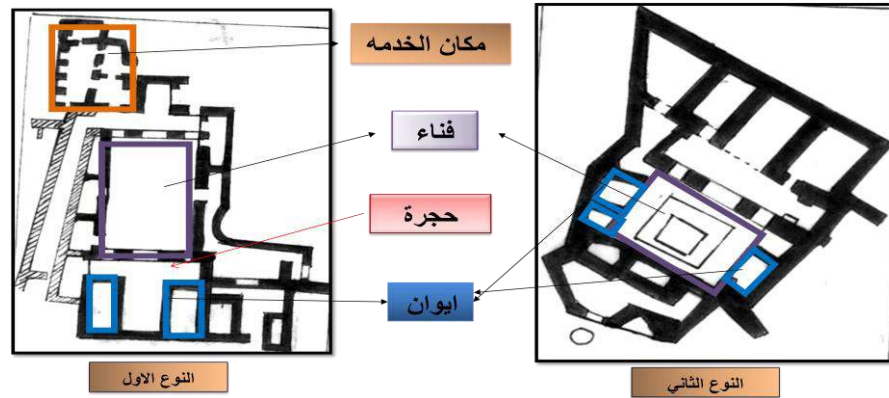 مكان الخدمه
فناء
حجرة
ايوان
النوع الاول
النوع الثاني